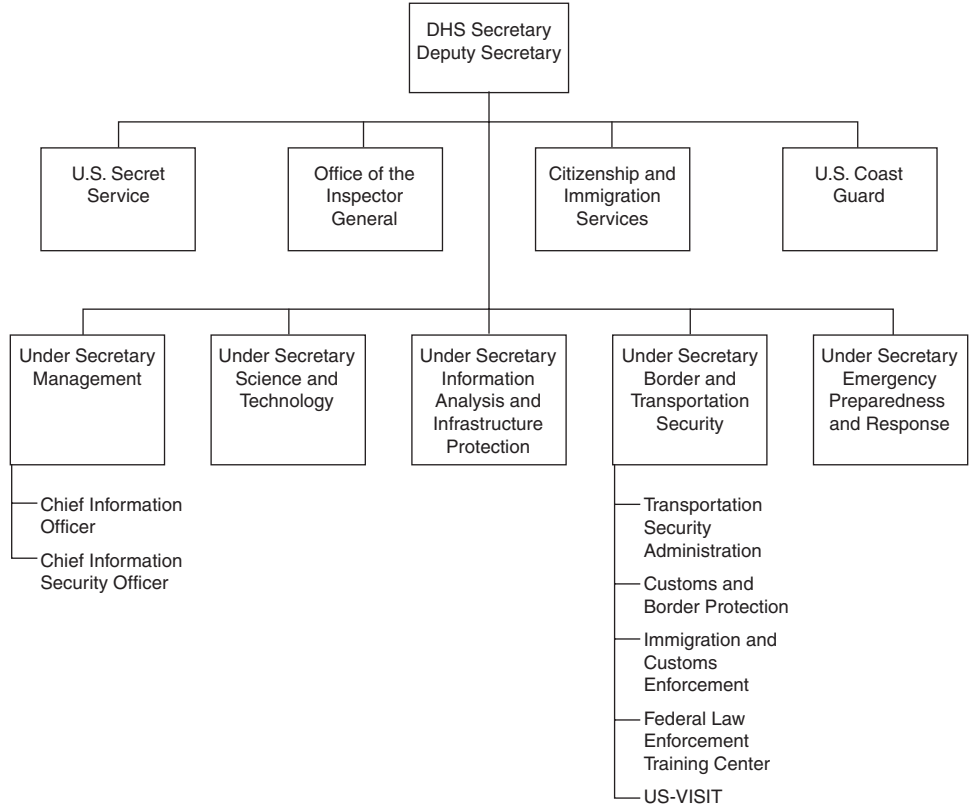 DHS Secretary
Deputy Secretary
U.S. Secret
Service
Office of the
Inspector
General
Citizenship and
Immigration
Services
U.S. Coast
Guard
Under Secretary
Management
Under Secretary
Science and
Technology
Under Secretary
Information
Analysis and
Infrastructure
Protection
Under Secretary
Border and
Transportation
Security
Under Secretary
Emergency
Preparedness
and Response
Chief Information
Officer
Chief Information
Security Officer
Transportation
Security
Administration
Customs and
Border Protection
Immigration and
Customs
Enforcement
Federal Law
Enforcement
Training Center
US-VISIT